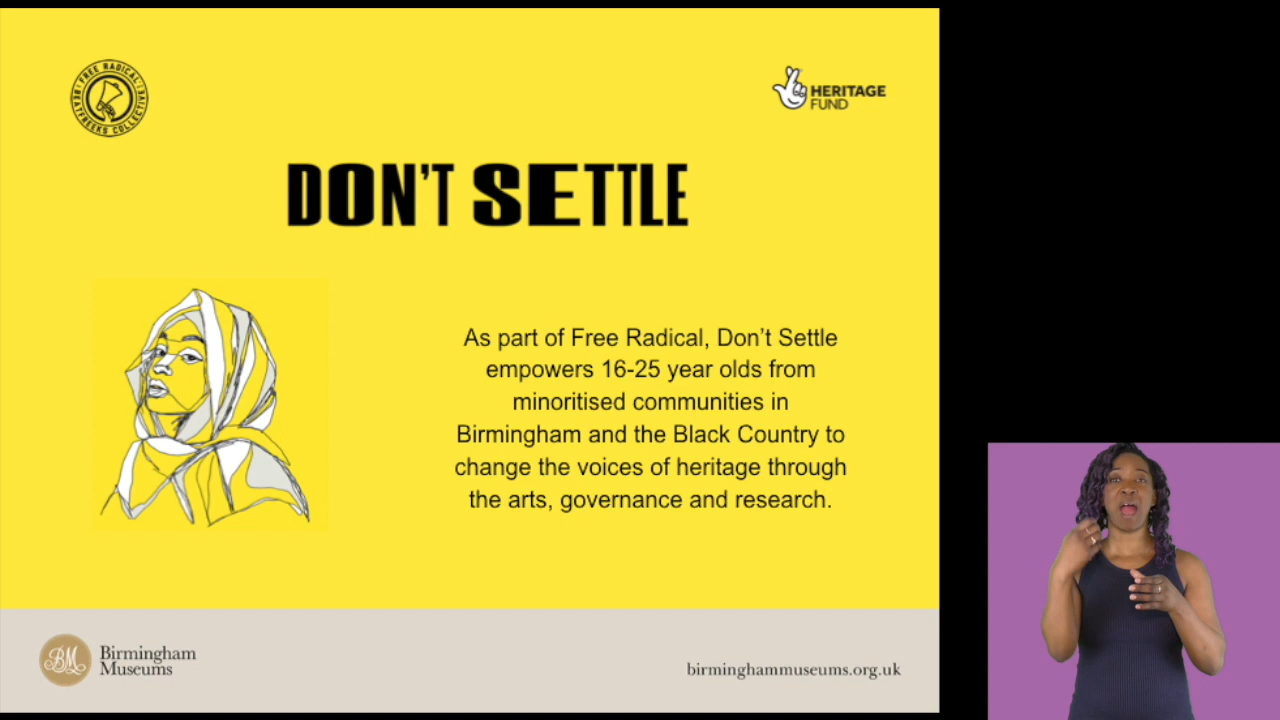 FREE RADICAL
BEATFREEKS COLLECTIVE
HERITAGE
FUND
DON'T SETTLE
As part of Free Radical, Don't Settle
empowers 16-25 year olds from
minoritised communities in
Birmingham and the Black Country to
change the voices of heritage through
the arts, governance and research.
BM
Birmingham
Museums
birminghammuseums.org.uk